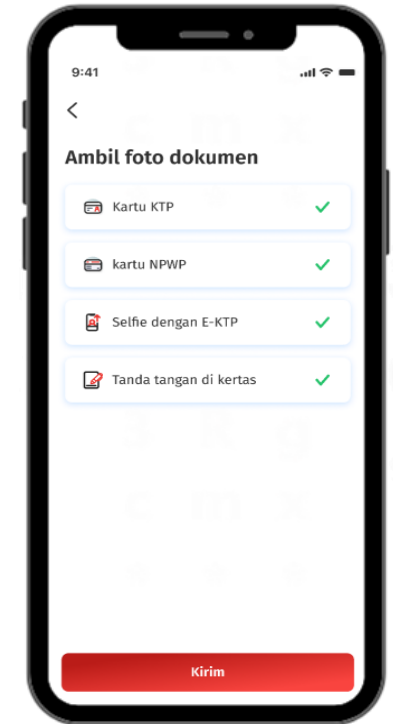 9:41
Ambil foto dokumen
Kartu KTP
kartu NPWP
Selfie dengan E-KTP
Tanda tangan di kertas
Kirim